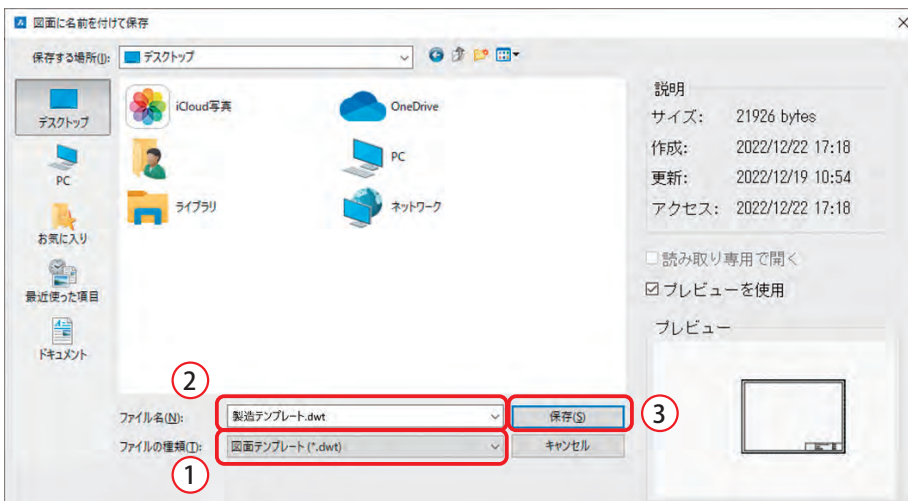 図面に名前を付けて保存
保存する場所(I):
デスクトップ
デスクトップ
PC
お気に入り
最近使った項目
ドキュメント
iCloud写真
OneDrive
PC
ライブラリ
ネットワーク
説明
サイズ: 21926 bytes
作成: 2022/12/22 17:18
更新: 2022/12/19 10:54
アクセス: 2022/12/22 17:18
読み取り専用で開く
プレビューを使用
プレビュー
②
ファイル名(N): 製造テンプレート.dwt 保存(S) ③
ファイルの種類(T): 図面テンプレート (*.dwt) キャンセル
①